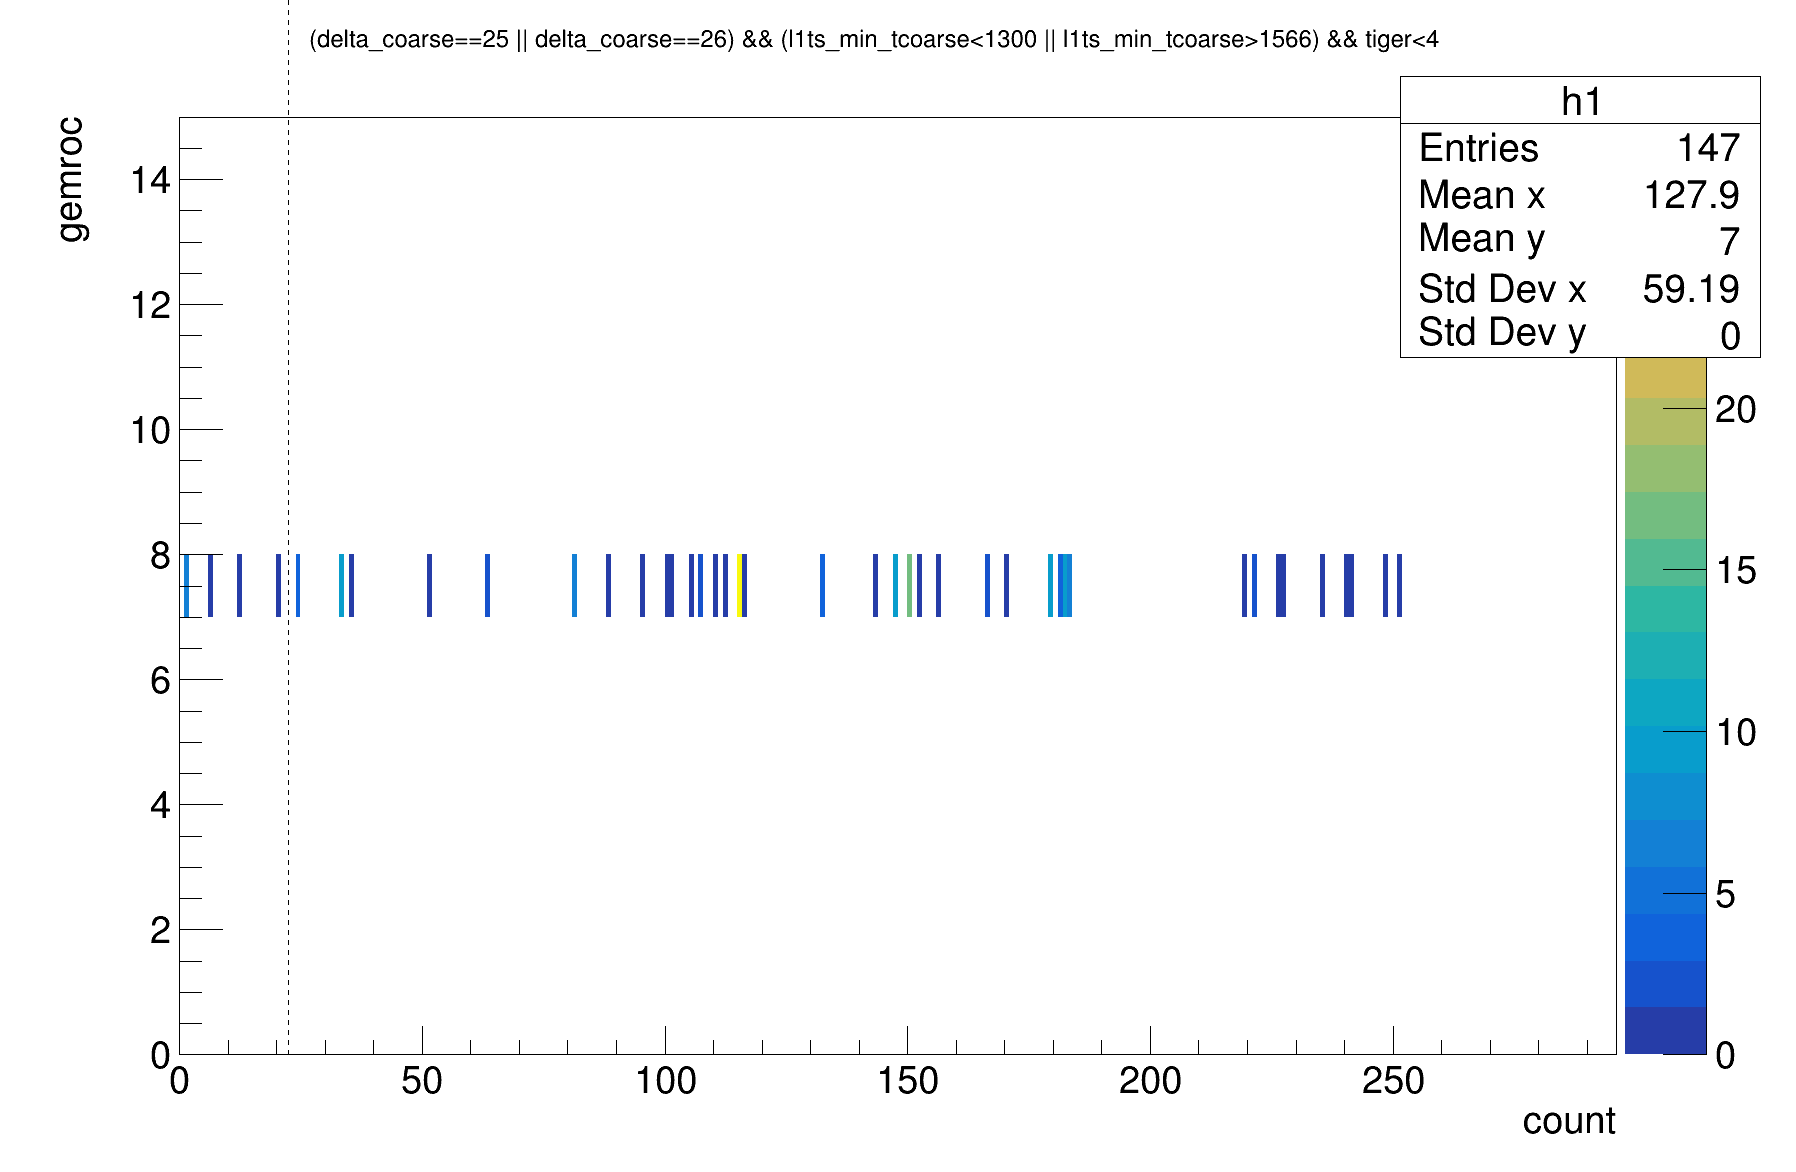 (delta_coarse==25 || delta_coarse==26) && (l1ts_min_tcoarse<1300 || l1ts_min_tcoarse>1566) && tiger<4
h1
Entries 147
Mean x 127.9
Mean y 7
Std Dev x 59.19
Std Dev y 0
gemroc
14
12
10
8
6
4
2
0
0 50 100 150 200 250
count
20
15
10
5
0